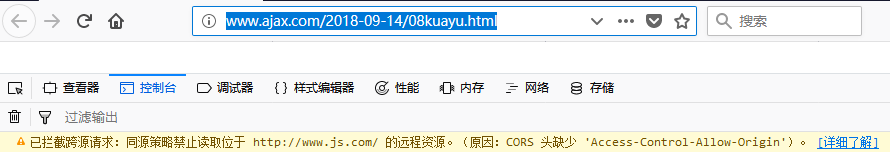 www.ajax.com/2018-09-14/08kuayu.html 搜索
查看器 控制台 调试器 {} 样式编辑器 性能 内存 网络 存储
过滤输出
已拦截跨源请求：同源策略禁止读取位于 http://www.js.com/ 的远程资源。（原因：CORS 头缺少 'Access-Control-Allow-Origin'）。 [详细了解]